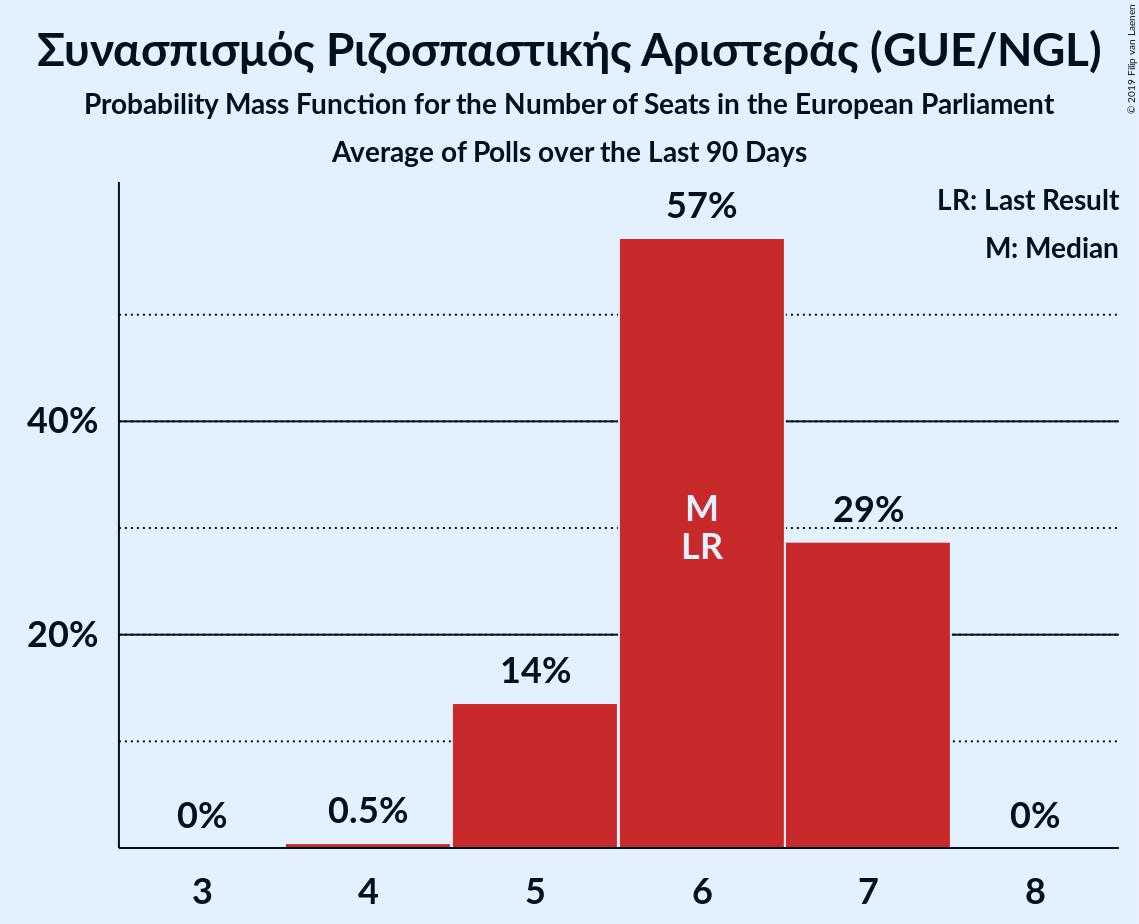 Συνασπισμός Ριζοσπαστικής Αριστεράς (GUE/NGL)
Probability Mass Function for the Number of Seats in the European Parliament
Average of Polls over the Last 90 Days
© 2019 Filip van Laenen
LR: Last Result
M: Median
57%
40%
M
LR
29%
20%
14%
0%
0.5%
0%
3 4 5 6 7 8